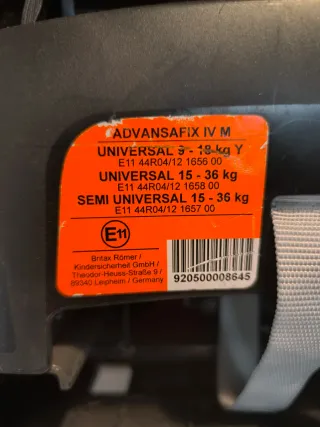 ADVANSAFIX IV M
UNIVERSAL 9 - 18 kg Y
E11 44R04/12 1656 00
UNIVERSAL 15 - 36 kg
E11 44R04/12 1658 00
SEMI UNIVERSAL 15 - 36 kg
E11 44R04/12 1657 00
E11
Britax Römer /
Kindersicherheit GmbH /
Theodor-Heuss-Straße 9 /
89340 Leipheim / Germany
920500008645